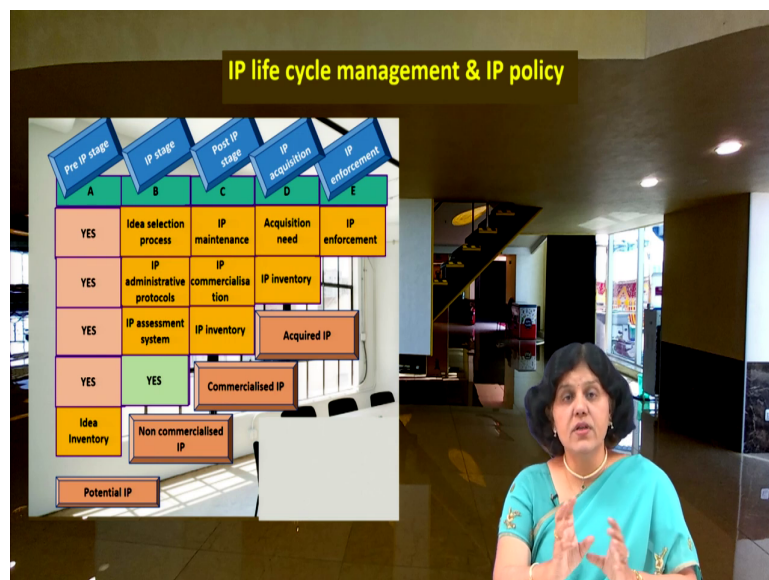 IP life cycle management & IP policy
Pre IP stage
IP stage
Post IP
stage
IP
acquisition
IP
enforcement
A B C D E
YES
Idea selection
process
IP
maintenance
Acquisition
need
IP
enforcement
YES
IP
administrative
protocols
IP
commercialisa
tion
IP inventory
YES
IP assessment
system
IP inventory
Acquired IP
YES
YES
Commercialised IP
Idea
Inventory
Non commercialised
IP
Potential IP